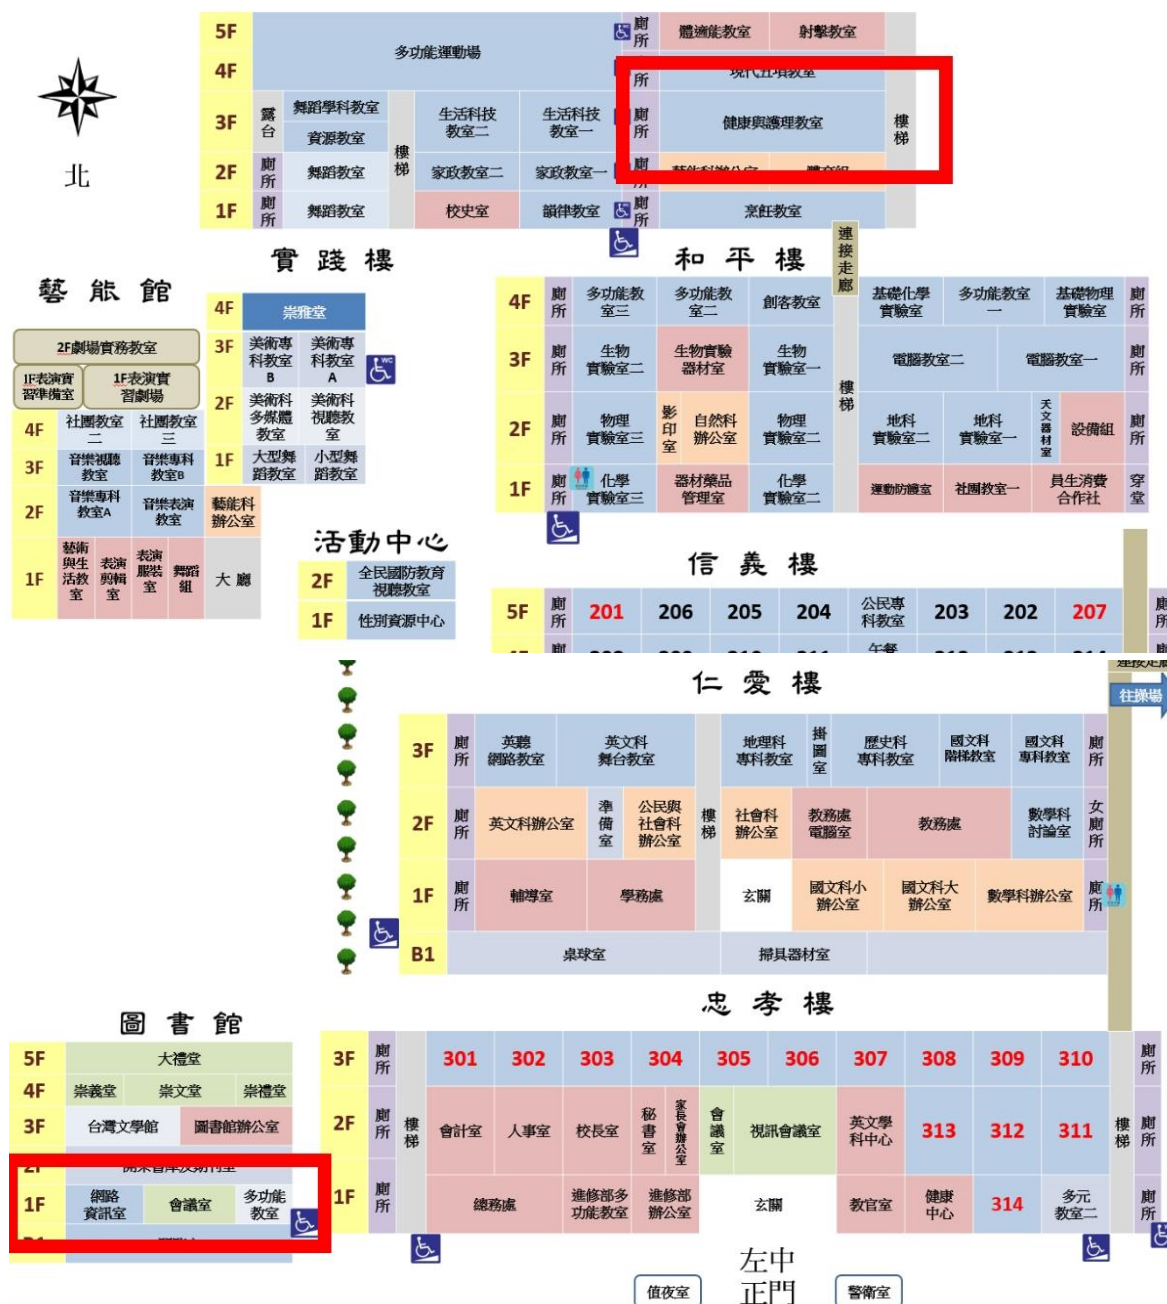 5F
多功能運動場
廁所
體適能教室
射擊教室
4F
所
現代五項教室
3F
露台
舞蹈學科教室
資源教室
樓梯
生活科技教室二
生活科技教室一
廁所
健康與護理教室
樓梯
北
2F
廁所
舞蹈教室
家政教室二
家政教室一
廁所
藝能科辦公室
體育組
1F
廁所
舞蹈教室
校史室
韻律教室
廁所
烹飪教室
實踐樓
和平樓
連接走廊
藝能館
4F
崇雅堂
3F
美術專科教室B
美術專科教室A
WC
2F
美術科多媒體教室
美術科視聽教室
1F
大型舞蹈教室
小型舞蹈教室
2F劇場實務教室
1F表演實習準備室
1F表演實習劇場
4F
社團教室二
社團教室三
3F
音樂視聽教室
音樂專科教室B
2F
音樂專科教室A
音樂表演教室
藝能科辦公室
1F
藝術與生活教室
表演剪輯室
表演服裝室
舞蹈組
大廳
4F
廁所
多功能教室三
多功能教室二
創客教室
樓梯
基礎化學實驗室
多功能教室一
基礎物理實驗室
廁所
3F
廁所
生物實驗室二
生物實驗器材室
生物實驗室一
電腦教室二
電腦教室一
廁所
2F
廁所
物理實驗室三
影印室
自然科辦公室
物理實驗室二
地科實驗室二
地科實驗室一
天文器材室
設備組
廁所
1F
廁所
化學實驗室三
器材藥品管理室
化學實驗室二
運動防護室
社團教室一
員生消費合作社
穿堂
活動中心
2F
全民國防教育視聽教室
1F
性別資源中心
信義樓
5F
廁所
201
206
205
204
公民專科教室
203
202
207
廁所
仁愛樓
連接走廊
往操場
3F
廁所
英聽網路教室
英文科舞台教室
樓梯
地理科專科教室
掛圖室
歷史科專科教室
國文科階梯教室
國文科專科教室
廁所
2F
廁所
英文科辦公室
準備室
公民與社會科辦公室
社會科辦公室
教務處電腦室
教務處
數學科討論室
女廁所
1F
廁所
輔導室
學務處
玄關
國文科小辦公室
國文科大辦公室
數學科辦公室
廁所
B1
桌球室
掃具器材室
忠孝樓
圖書館
5F
大禮堂
4F
崇義堂
崇文堂
崇禮堂
3F
台灣文學館
圖書館辦公室
2F
1F
網路資訊室
會議室
多功能教室
B1
3F
廁所
樓梯
301
302
303
304
305
306
307
308
309
310
樓梯
廁所
2F
廁所
會計室
人事室
校長室
秘書室
家長會辦公室
會議室
視訊會議室
英文學科中心
313
312
311
廁所
1F
廁所
總務處
進修部多功能教室
進修部辦公室
玄關
教官室
健康中心
314
多元教室二
廁所
左中
正門
值夜室
警衛室